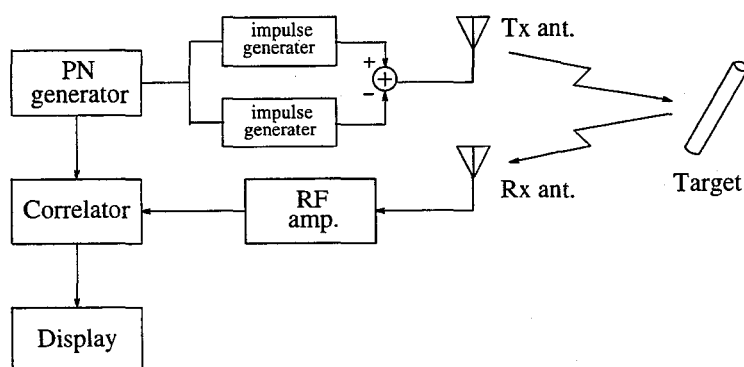 impulse
generater
Tx ant.
PN
generator
+
+
−
impulse
generater
Target
Rx ant.
Correlator
RF
amp.
Display